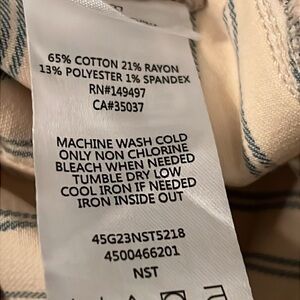 65% COTTON 21% RAYON
13% POLYESTER 1% SPANDEX
RN#149497
CA#35037
MACHINE WASH COLD
ONLY NON CHLORINE
BLEACH WHEN NEEDED
TUMBLE DRY LOW
COOL IRON IF NEEDED
IRON INSIDE OUT
45G23NST5218
4500466201
NST